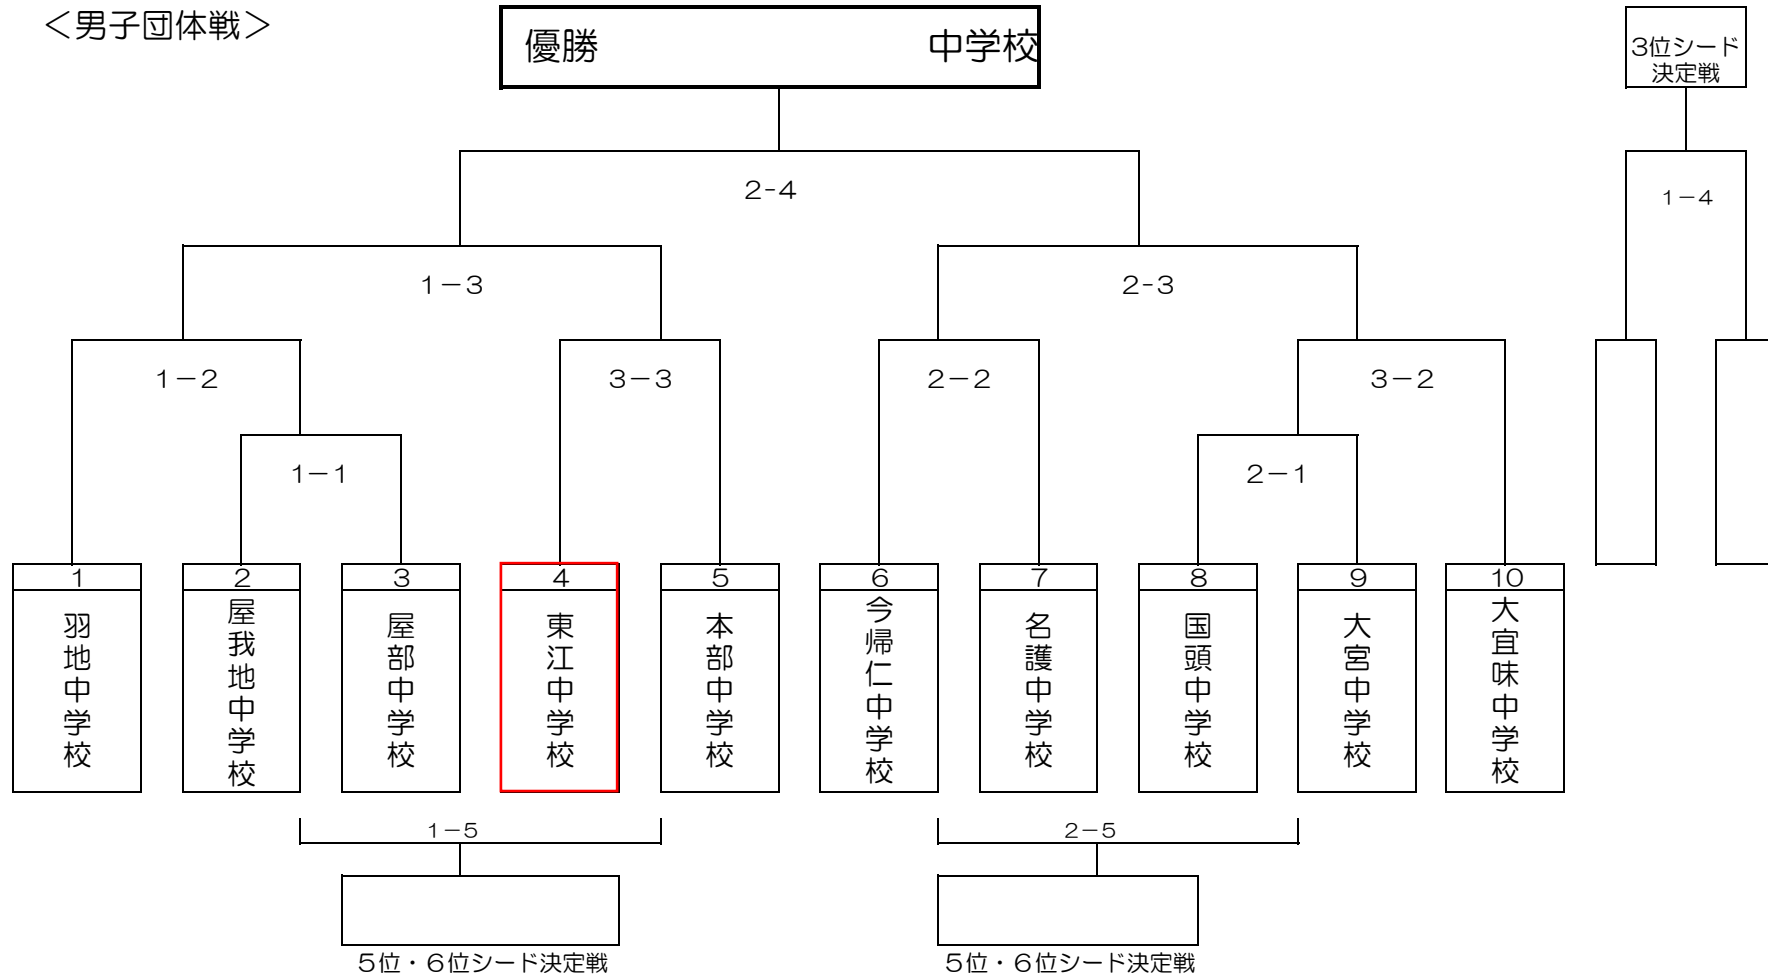 ＜男子団体戦＞
優勝 中学校
3位シード
決定戦
2-4
1－4
1－3
2-3
1－2
3－3
2－2
3－2
1－1
2－1
1
2
3
4
5
6
7
8
9
10
羽地中学校
屋我地中学校
屋部中学校
東江中学校
本部中学校
今帰仁中学校
名護中学校
国頭中学校
大宮中学校
大宜味中学校
1－5
2－5
5位・6位シード決定戦
5位・6位シード決定戦